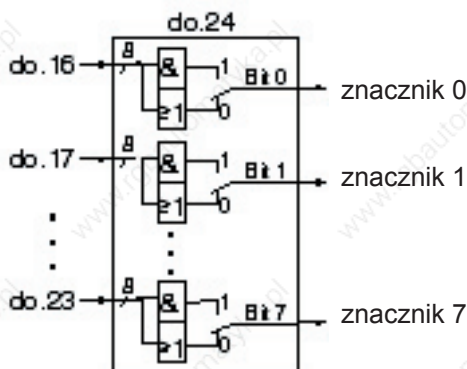 do.24
do.16 8 & 1 Bit 0 znacznik 0
≥1 0
do.17 8 & 1 Bit 1 znacznik 1
≥1 0
do.23 8 & 1 Bit 7 znacznik 7
≥1 0